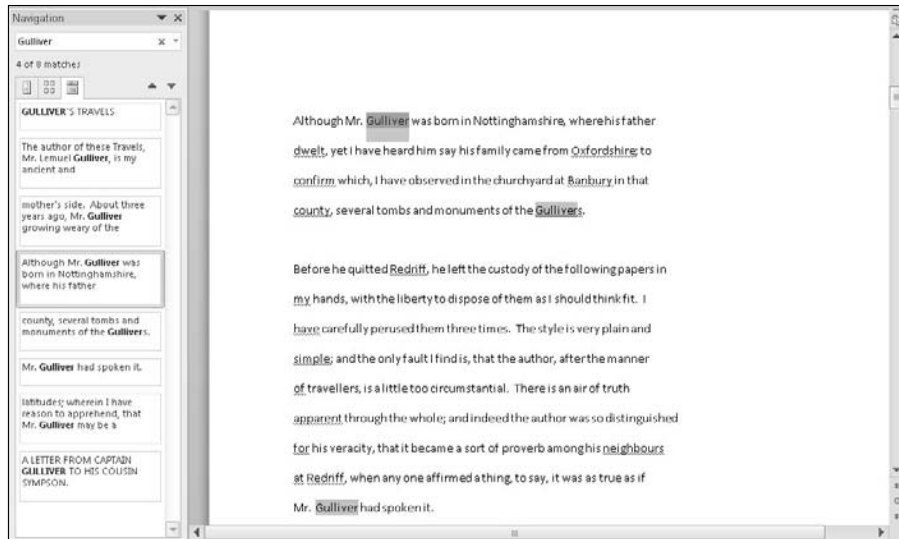 Navigation
Gulliver
4 of 8 matches
GULLIVER'S TRAVELS
The author of these Travels,
Mr. Lemuel Gulliver, is my
ancient and
mother's side. About three
years ago, Mr. Gulliver
growing weary of the
Although Mr. Gulliver was
born in Nottinghamshire,
where his father
county, several tombs and
monuments of the Gullivers.
Mr. Gulliver had spoken it.
latitudes; wherein I have
reason to apprehend, that
Mr. Gulliver may be a
A LETTER FROM CAPTAIN
GULLIVER TO HIS COUSIN
SYMPSON.
Although Mr. Gulliver was born in Nottinghamshire, where his father
dwelt, yet I have heard him say his family came from Oxfordshire; to
confirm which, I have observed in the churchyard at Banbury in that
county, several tombs and monuments of the Gullivers.
Before he quitted Redriff, he left the custody of the following papers in
my hands, with the liberty to dispose of them as I should think fit. I
have carefully perused them three times. The style is very plain and
simple; and the only fault I find is, that the author, after the manner
of travellers, is a little too circumstantial. There is an air of truth
apparent through the whole; and indeed the author was so distinguished
for his veracity, that it became a sort of proverb among his neighbours
at Redriff, when any one affirmed a thing, to say, it was as true as if
Mr. Gulliver had spoken it.